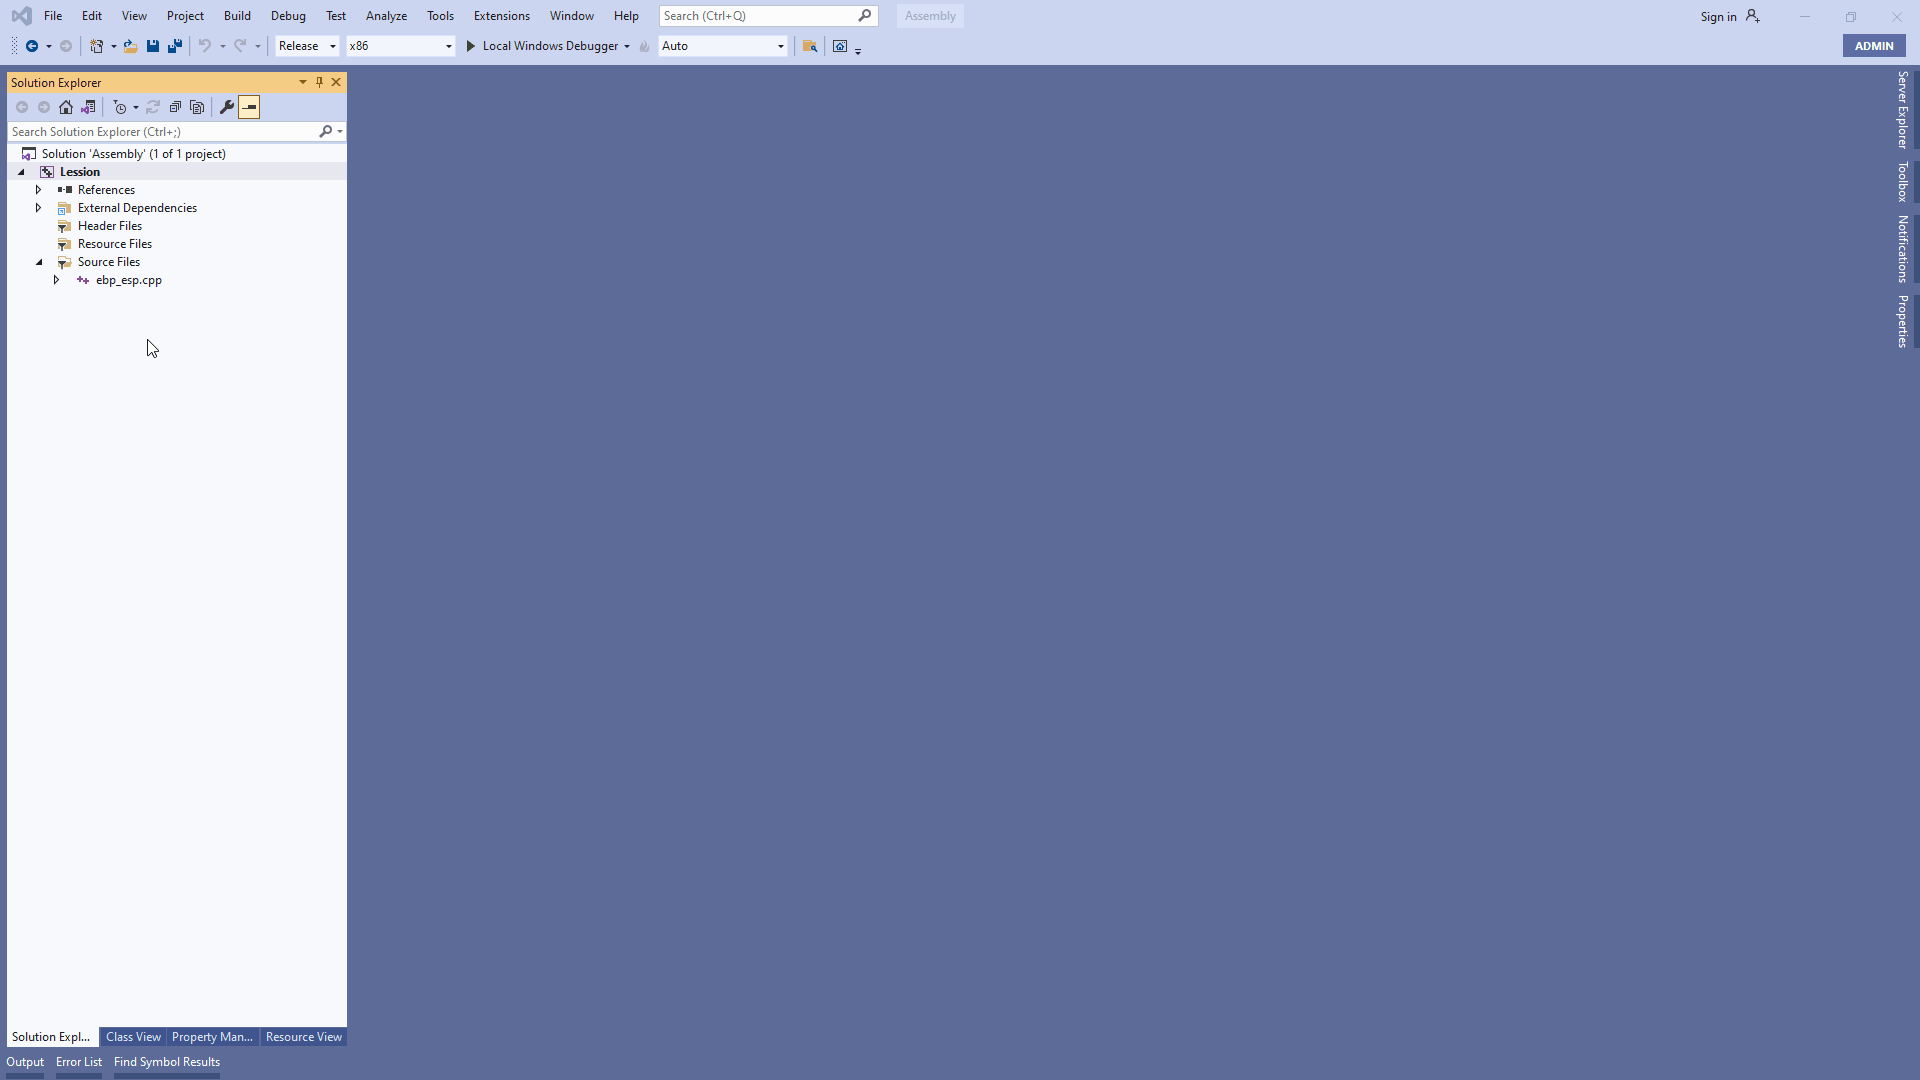 File Edit View Project Build Debug Test Analyze Tools Extensions Window Help Search (Ctrl+Q) Assembly Sign in
Release x86 Local Windows Debugger Auto ADMIN
Solution Explorer
Search Solution Explorer (Ctrl+;)
Solution 'Assembly' (1 of 1 project)
Lession
References
External Dependencies
Header Files
Resource Files
Source Files
ebp_esp.cpp
Server Explorer
Toolbox
Notifications
Properties
Solution Expl... Class View Property Man... Resource View
Output Error List Find Symbol Results